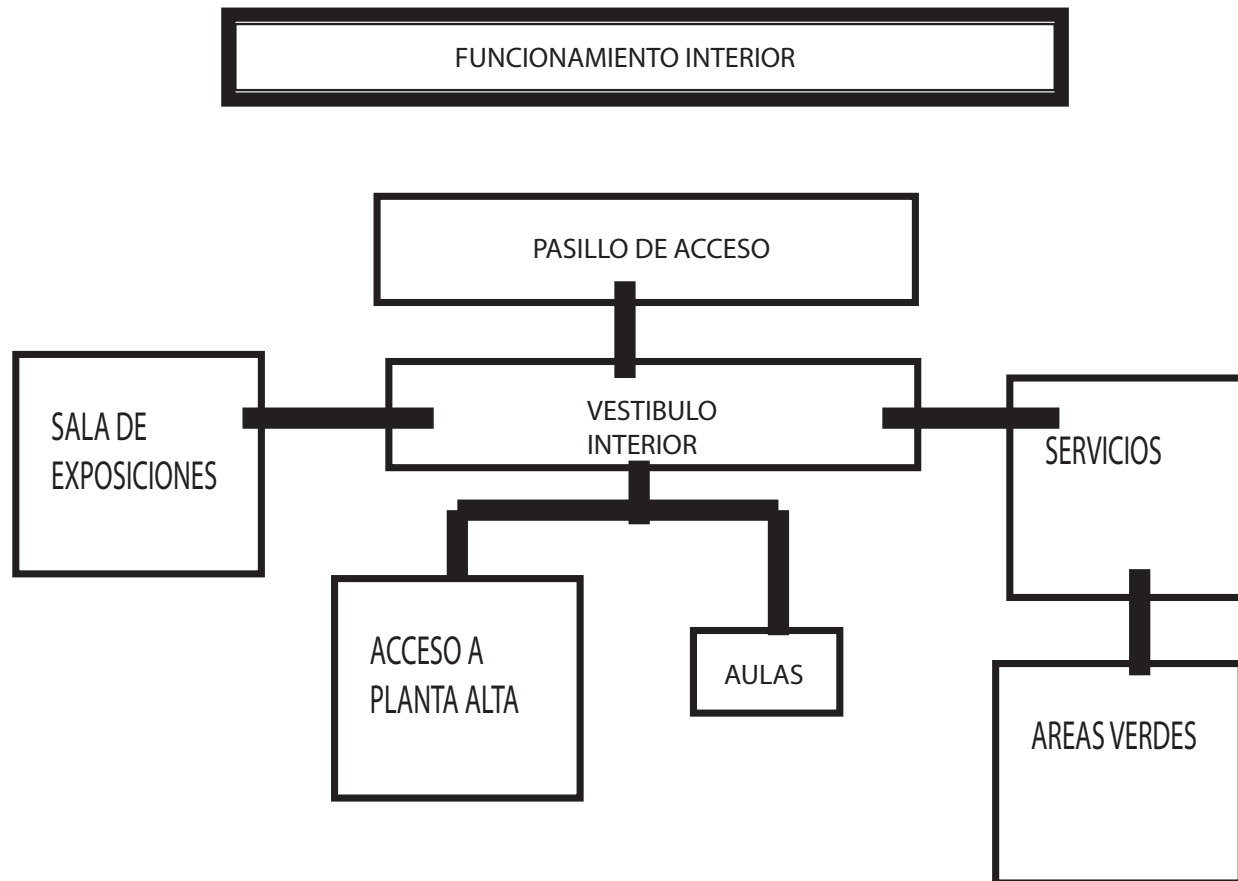 FUNCIONAMIENTO INTERIOR
PASILLO DE ACCESO
SALA DE
EXPOSICIONES
VESTIBULO
INTERIOR
SERVICIOS
ACCESO A
PLANTA ALTA
AULAS
AREAS VERDES